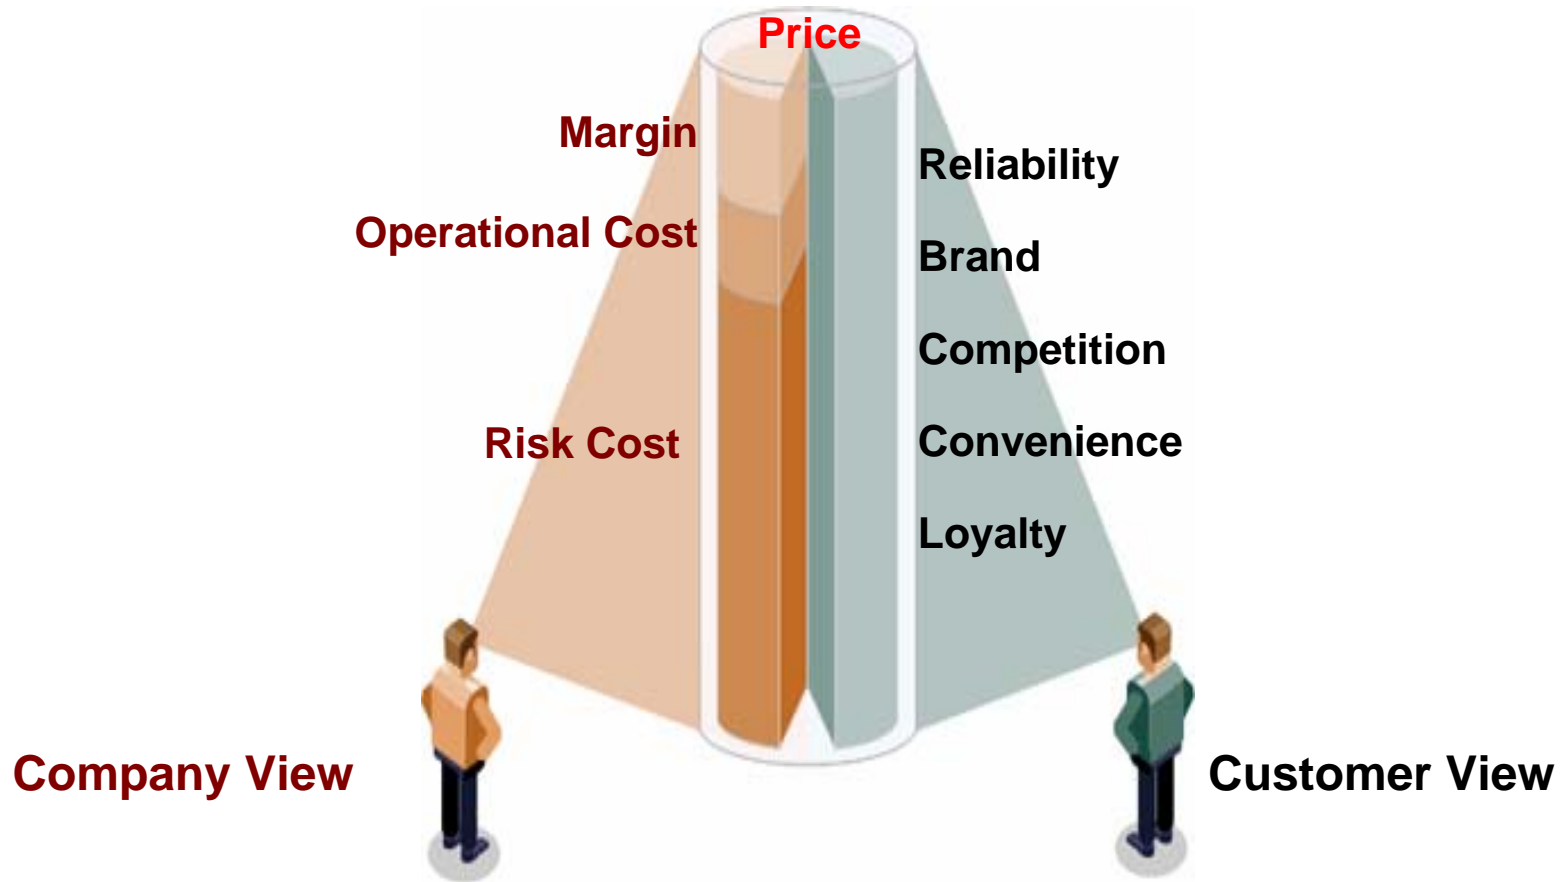 Price
Margin
Operational Cost
Risk Cost
Reliability
Brand
Competition
Convenience
Loyalty
Company View
Customer View